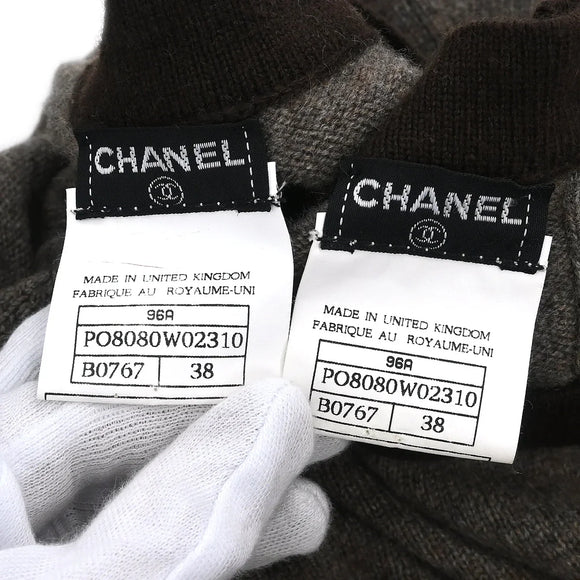 CHANEL
MADE IN UNITED KINGDOM
FABRIQUE AU ROYAUME-UNI
96A
PO8080W02310
B0767 38
CHANEL
MADE IN UNITED KINGDOM
FABRIQUE AU ROYAUME-UNI
96A
PO8080W02310
B0767 38